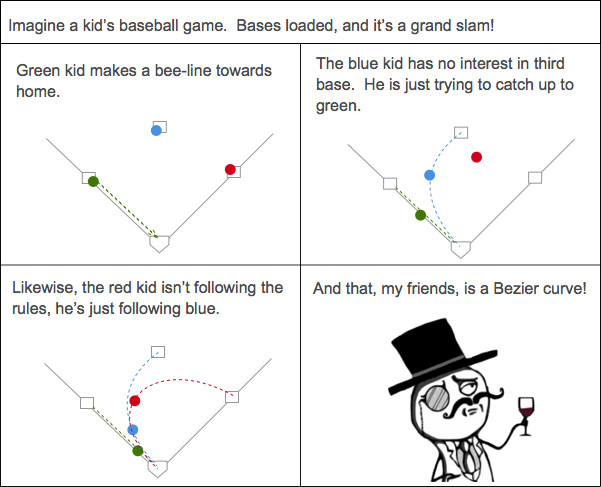 Imagine a kid's baseball game.  Bases loaded, and it's a grand slam!
Green kid makes a bee-line towards
home.
The blue kid has no interest in third
base.  He is just trying to catch up to
green.
Likewise, the red kid isn't following the
rules, he's just following blue.
And that, my friends, is a Bezier curve!